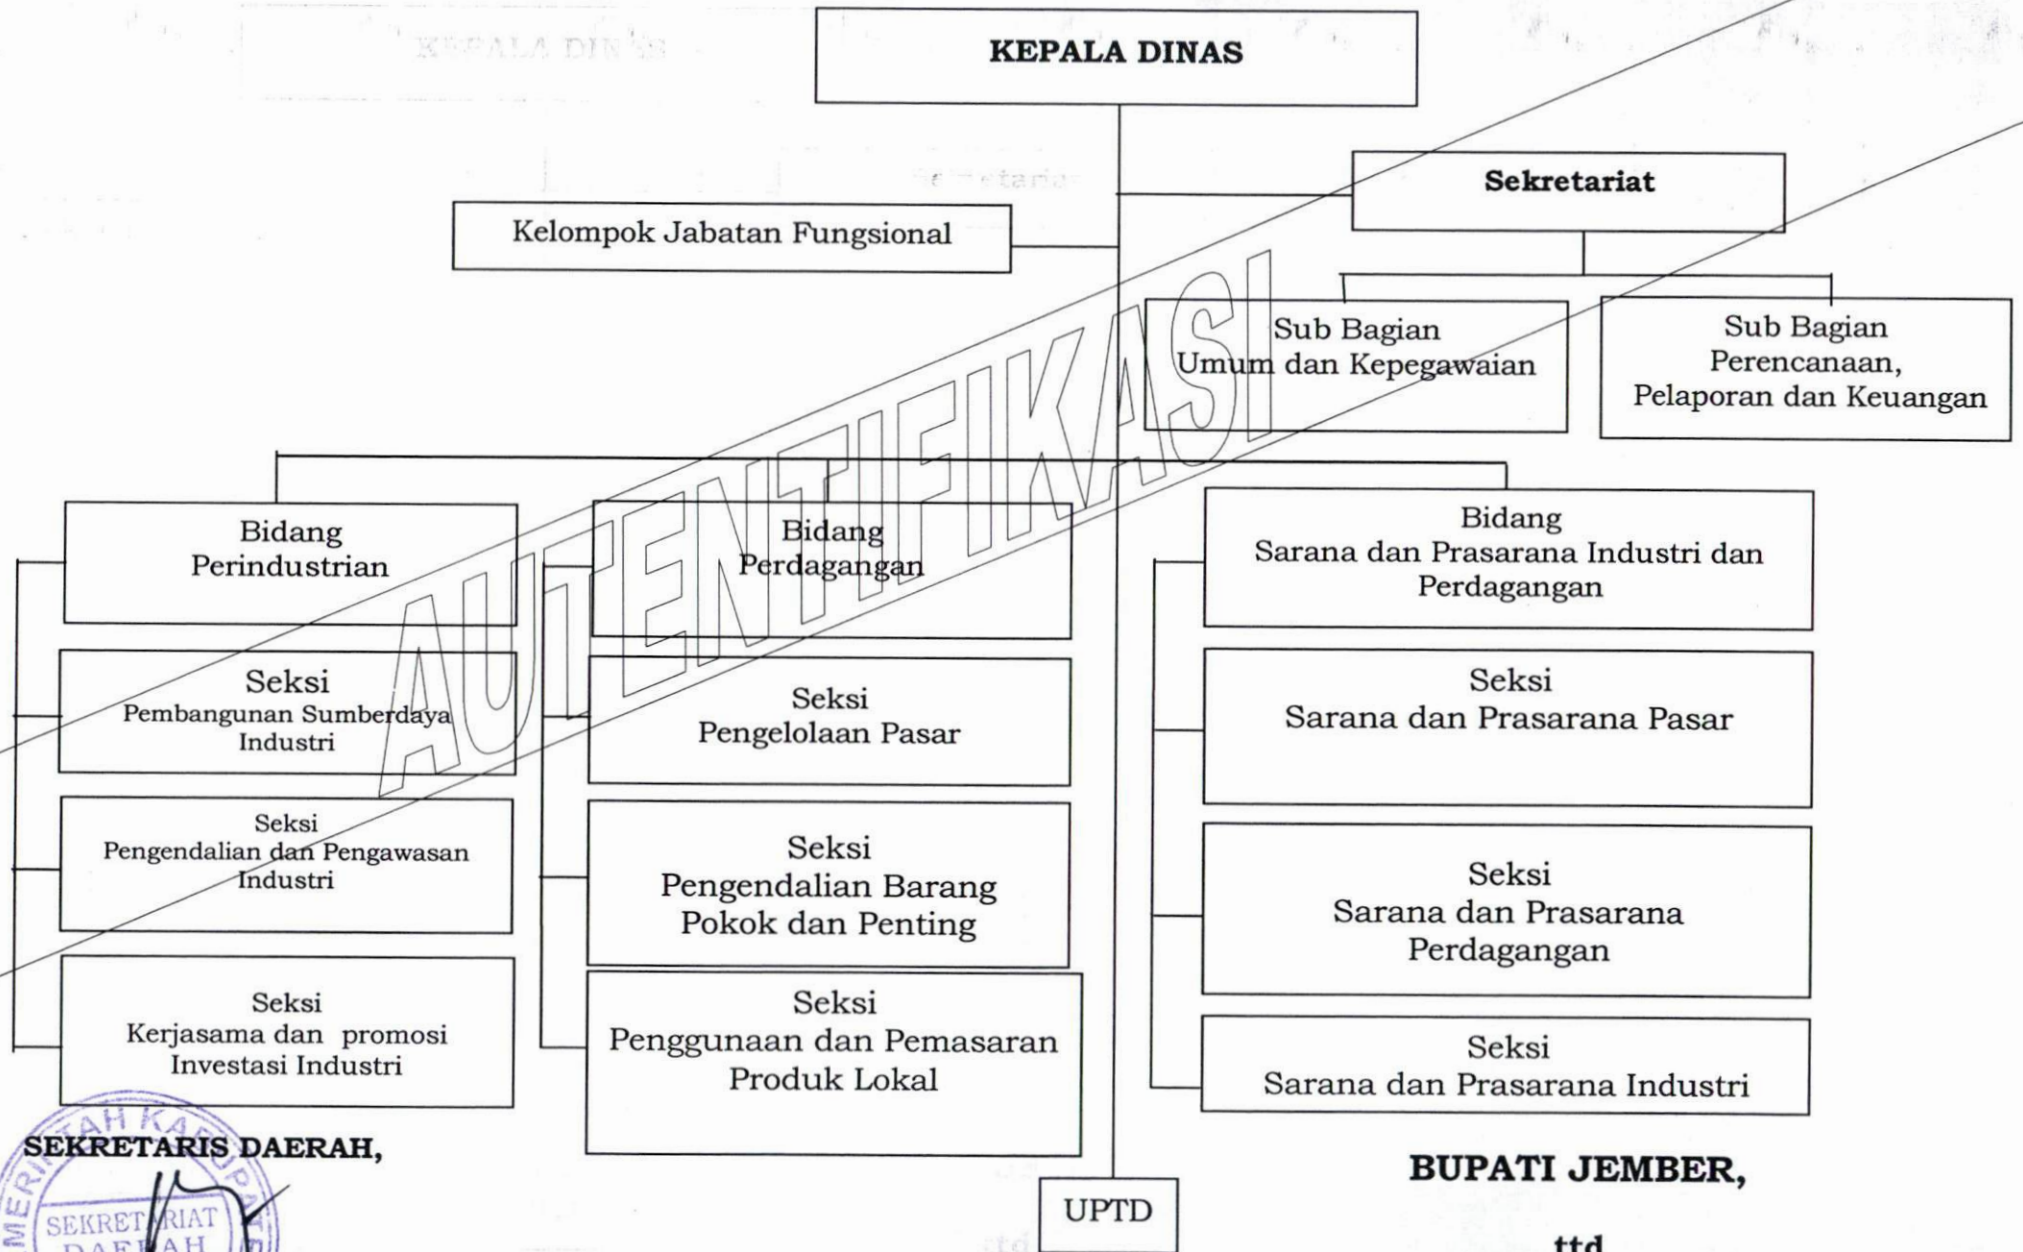 KEPALA DINAS
KEPALA DINAS
Sekretariat
Kelompok Jabatan Fungsional
Sub Bagian
Umum dan Kepegawaian
Sub Bagian
Perencanaan,
Pelaporan dan Keuangan
AUTENTIFIKASI
Bidang
Perindustrian
Seksi
Pembangunan Sumberdaya
Industri
Seksi
Pengendalian dan Pengawasan
Industri
Seksi
Kerjasama dan promosi
Investasi Industri
Bidang
Perdagangan
Seksi
Pengelolaan Pasar
Seksi
Pengendalian Barang
Pokok dan Penting
Seksi
Penggunaan dan Pemasaran
Produk Lokal
Bidang
Sarana dan Prasarana Industri dan
Perdagangan
Seksi
Sarana dan Prasarana Pasar
Seksi
Sarana dan Prasarana
Perdagangan
Seksi
Sarana dan Prasarana Industri
SEKRETARIS DAERAH,
SEKRETARIAT
DAERAH
UPTD
BUPATI JEMBER,
ttd